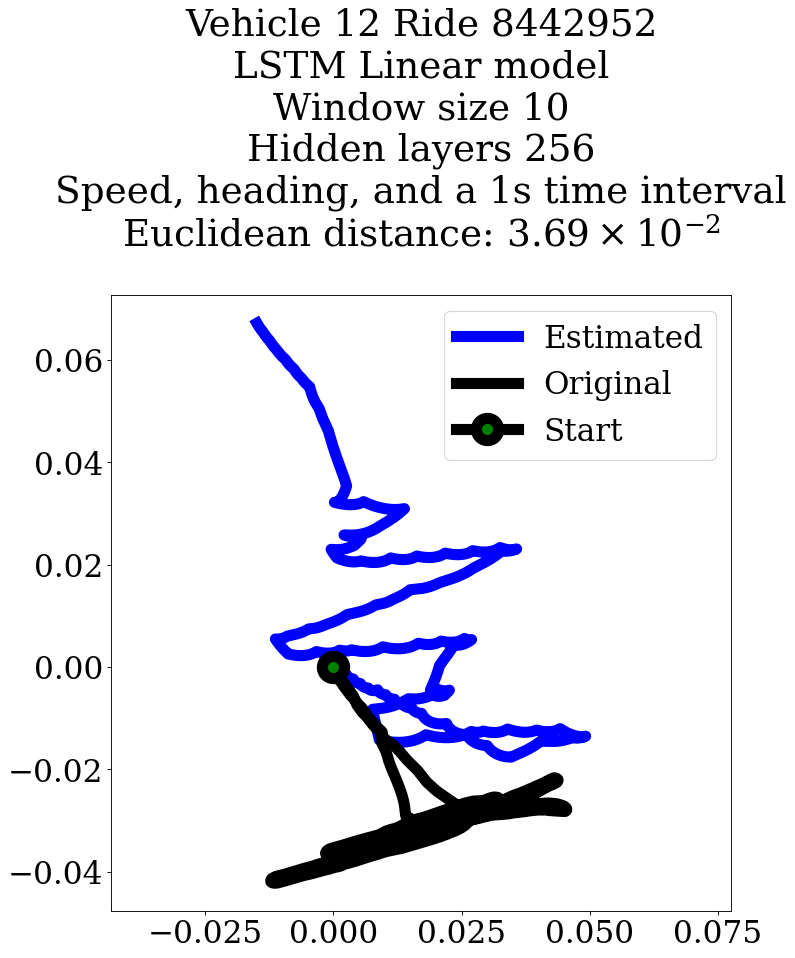 Vehicle 12 Ride 8442952
LSTM Linear model
Window size 10
Hidden layers 256
Speed, heading, and a 1s time interval
Euclidean distance: 3.69 × 10⁻²
Estimated
Original
Start
0.06
0.04
0.02
0.00
−0.02
−0.04
−0.025 0.000 0.025 0.050 0.075